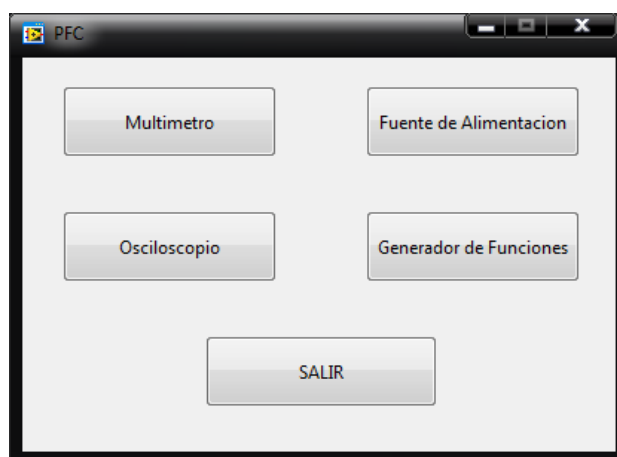 PFC
Multimetro
Fuente de Alimentacion
Osciloscopio
Generador de Funciones
SALIR